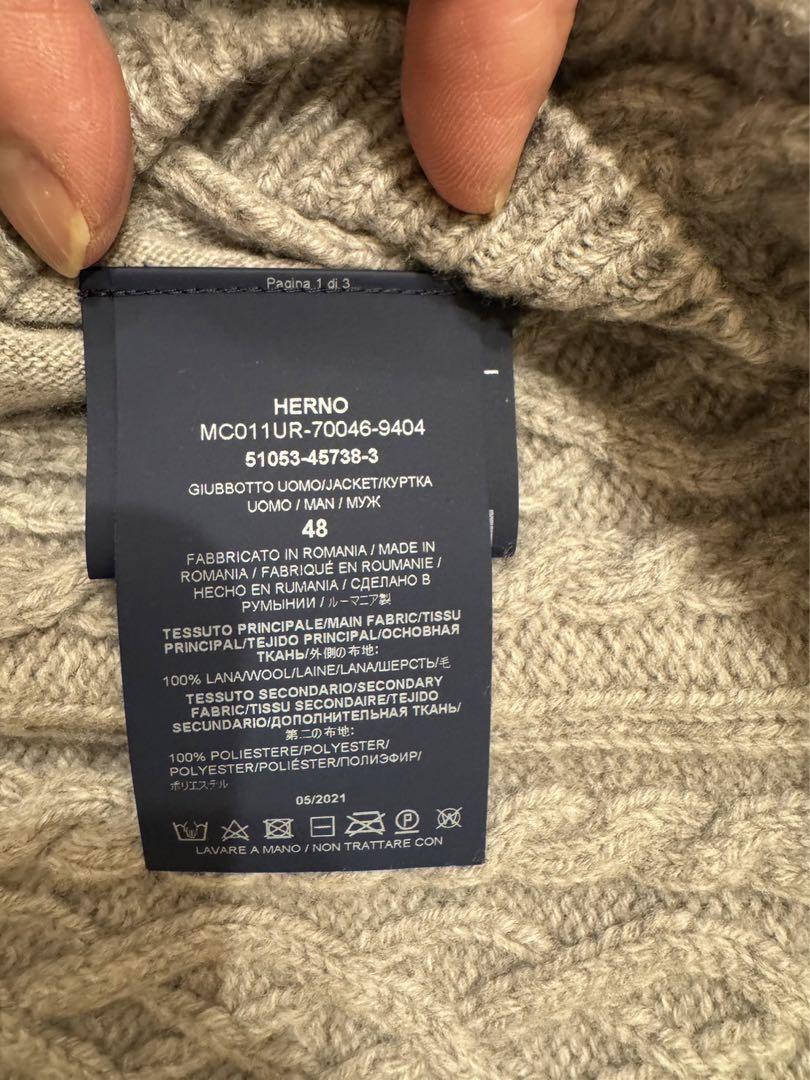 Pagina 1 di 3
HERNO
MC011UR-70046-9404
51053-45738-3
GIUBBOTTO UOMO/JACKET/КУРТКА
UOMO / MAN / МУЖ
48
FABBRICATO IN ROMANIA / MADE IN
ROMANIA / FABRIQUÉ EN ROUMANIE /
HECHO EN RUMANIA / СДЕЛАНО В
РУМЫНИИ / ルーマニア製
TESSUTO PRINCIPALE/MAIN FABRIC/TISSU
PRINCIPAL/TEJIDO PRINCIPAL/ОСНОВНАЯ
ТКАНЬ/外側の布地:
100% LANA/WOOL/LAINE/LANA/ШЕРСТЬ/毛
TESSUTO SECONDARIO/SECONDARY
FABRIC/TISSU SECONDAIRE/TEJIDO
SECUNDARIO/ДОПОЛНИТЕЛЬНАЯ ТКАНЬ/
第二の布地:
100% POLIESTERE/POLYESTER/
POLYESTER/POLIÉSTER/ПОЛИЭФИР/
ポリエステル
05/2021
P W
LAVARE A MANO / NON TRATTARE CON